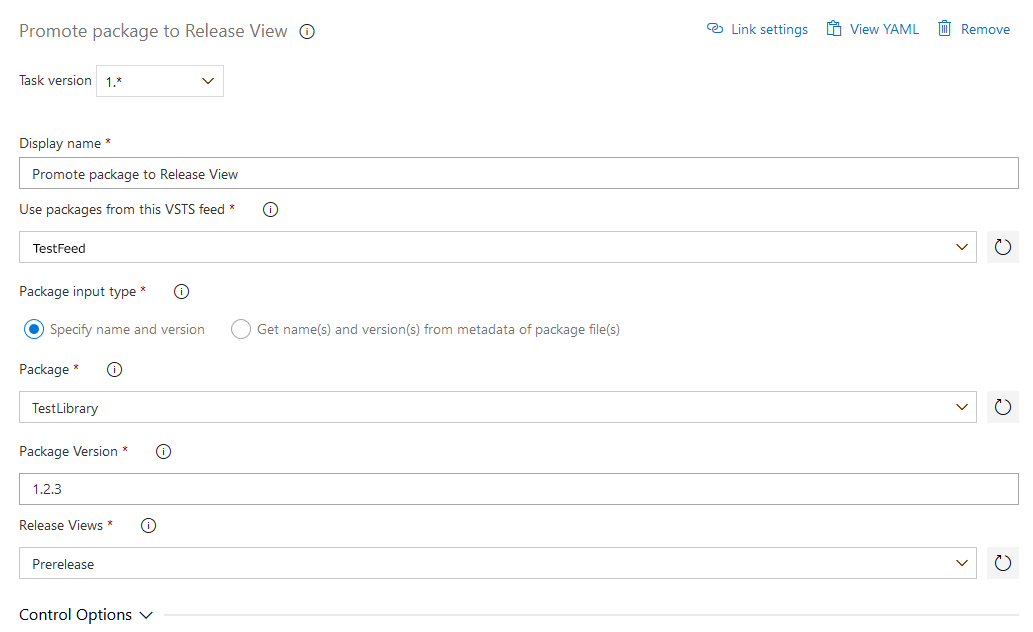 Promote package to Release View
Link settings View YAML Remove
Task version 1.*
Display name *
Promote package to Release View
Use packages from this VSTS feed *
TestFeed
Package input type *
Specify name and version Get name(s) and version(s) from metadata of package file(s)
Package *
TestLibrary
Package Version *
1.2.3
Release Views *
Prerelease
Control Options